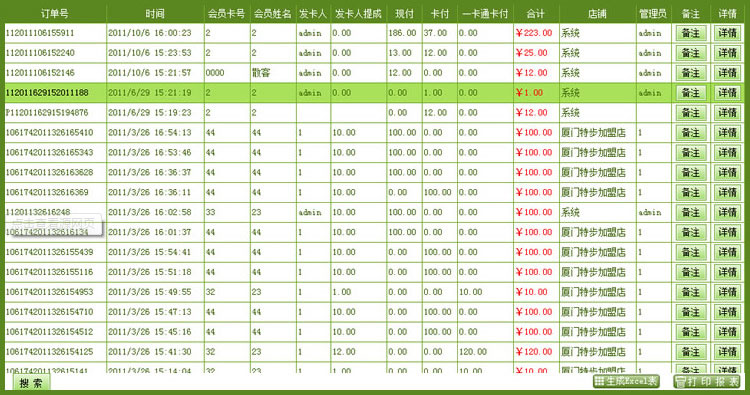 订单号 时间 会员卡号 会员姓名 发卡人 发卡人提成 现付 卡付 一卡通卡付 合计 店铺 管理员 备注 详情
112011106155911 2011/10/6 16:00:23 2 2 admin 0.00 186.00 37.00 0.00 ￥223.00 系统 admin 备注 详情
112011106152240 2011/10/6 15:23:53 2 2 admin 0.00 13.00 12.00 0.00 ￥25.00 系统 admin 备注 详情
112011106152146 2011/10/6 15:21:57 0000 散客 admin 0.00 12.00 0.00 0.00 ￥12.00 系统 admin 备注 详情
112011629152011188 2011/6/29 15:21:19 2 2 admin 0.00 0.00 1.00 0.00 ￥1.00 系统 admin 备注 详情
P112011629151948​76 2011/6/29 15:19:23 2 2 0.00 12.00 0.00 ￥12.00 系统 备注 详情
1061742011326165410 2011/3/26 16:54:13 44 44 1 10.00 100.00 0.00 0.00 ￥100.00 厦门特步加盟店 1 备注 详情
1061742011326165343 2011/3/26 16:53:46 44 44 1 10.00 100.00 0.00 0.00 ￥100.00 厦门特步加盟店 1 备注 详情
1061742011326163628 2011/3/26 16:36:37 44 44 1 10.00 100.00 0.00 0.00 ￥100.00 厦门特步加盟店 1 备注 详情
106174201132616369 2011/3/26 16:36:11 44 44 1 10.00 0.00 100.00 0.00 ￥100.00 厦门特步加盟店 1 备注 详情
11201132616248 2011/3/26 16:02:58 33 23 admin 10.00 100.00 0.00 0.00 ￥100.00 系统 admin 备注 详情
点击查看源网页
106174201132616134 2011/3/26 16:01:37 44 44 1 10.00 100.00 0.00 0.00 ￥100.00 厦门特步加盟店 1 备注 详情
1061742011326155439 2011/3/26 15:54:41 44 44 1 10.00 0.00 100.00 0.00 ￥100.00 厦门特步加盟店 1 备注 详情
1061742011326155116 2011/3/26 15:51:18 44 44 1 10.00 100.00 0.00 0.00 ￥100.00 厦门特步加盟店 1 备注 详情
1061742011326154953 2011/3/26 15:49:55 32 23 1 1.00 0.00 0.00 10.00 ￥10.00 厦门特步加盟店 1 备注 详情
1061742011326154710 2011/3/26 15:47:13 44 44 1 10.00 0.00 100.00 0.00 ￥100.00 厦门特步加盟店 1 备注 详情
1061742011326154512 2011/3/26 15:45:16 44 44 1 10.00 0.00 100.00 0.00 ￥100.00 厦门特步加盟店 1 备注 详情
1061742011326154125 2011/3/26 15:41:30 32 23 1 12.00 0.00 0.00 120.00 ￥120.00 厦门特步加盟店 1 备注 详情
1061742011326151​41 2011/3/26 15:14:04 32 23 1 1.00 0.00 10.00 0.00 ￥10.00 厦门特步加盟店 1 备注 详情
搜 索 生成Excel表 打 印 报 表